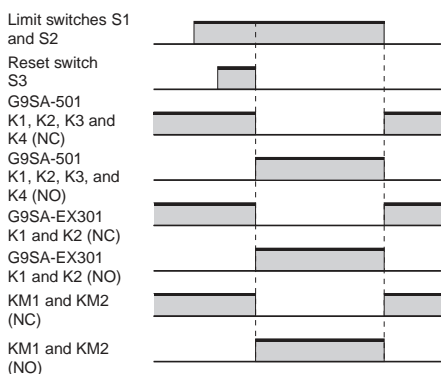 Limit switches S1
and S2
Reset switch
S3
G9SA-501
K1, K2, K3 and
K4 (NC)
G9SA-501
K1, K2, K3, and
K4 (NO)
G9SA-EX301
K1 and K2 (NC)
G9SA-EX301
K1 and K2 (NO)
KM1 and KM2
(NC)
KM1 and KM2
(NO)